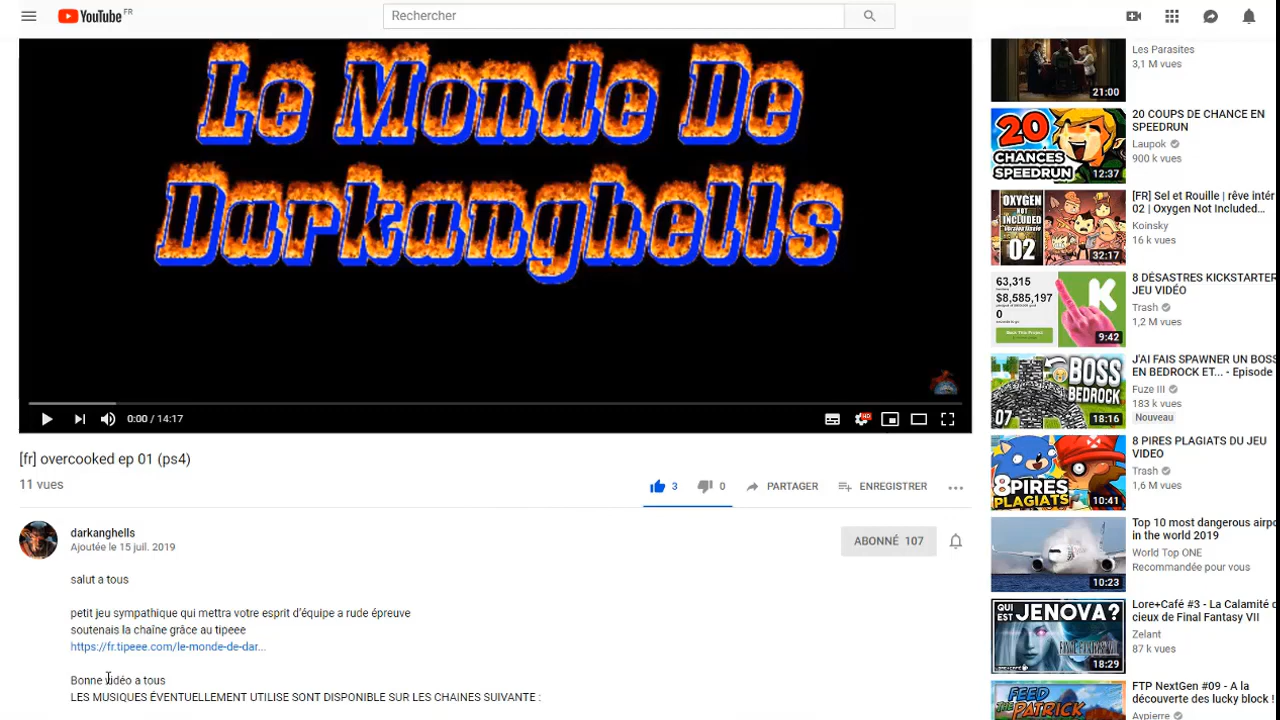 YouTube FR
Rechercher
Le Monde De
Darkanghells
0:00 / 14:17
HD
[fr] overcooked ep 01 (ps4)
11 vues
3
0
PARTAGER
ENREGISTRER
darkanghells
Ajoutée le 15 juil. 2019
ABONNÉ 107
salut a tous
petit jeu sympathique qui mettra votre esprit d'équipe a rude épreuve
soutenais la chaîne grâce au tipeee
https://fr.tipeee.com/le-monde-de-dar...
Bonne vidéo a tous
LES MUSIQUES ÉVENTUELLEMENT UTILISE SONT DISPONIBLE SUR LES CHAINES SUIVANTE :
Les Parasites
3,1 M vues
21:00
20 COUPS DE CHANCE EN
SPEEDRUN
Laupok
900 k vues
20
CHANCES
SPEEDRUN
12:37
[FR] Sel et Rouille | rêve intér
02 | Oxygen Not Included...
Koinsky
16 k vues
OXYGEN
NOT
INCLUDED
02
32:17
8 DÉSASTRES KICKSTARTER
JEU VIDÉO
Trash
1,2 M vues
63,315
$8,585,197
0
K
9:42
J'AI FAIS SPAWNER UN BOSS
EN BEDROCK ET... - Episode
Fuze III
183 k vues
Nouveau
BOSS
BEDROCK
07
18:16
8 PIRES PLAGIATS DU JEU
VIDEO
Trash
1,6 M vues
8 PIRES
PLAGIATS
10:41
Top 10 most dangerous airpo
in the world 2019
World Top ONE
Recommandée pour vous
10:23
Lore+Café #3 - La Calamité d
cieux de Final Fantasy VII
Zelant
87 k vues
QUI
EST JENOVA?
18:29
FTP NextGen #09 - A la
découverte des lucky block !
Aypierre
FEED
THE
PATRICK